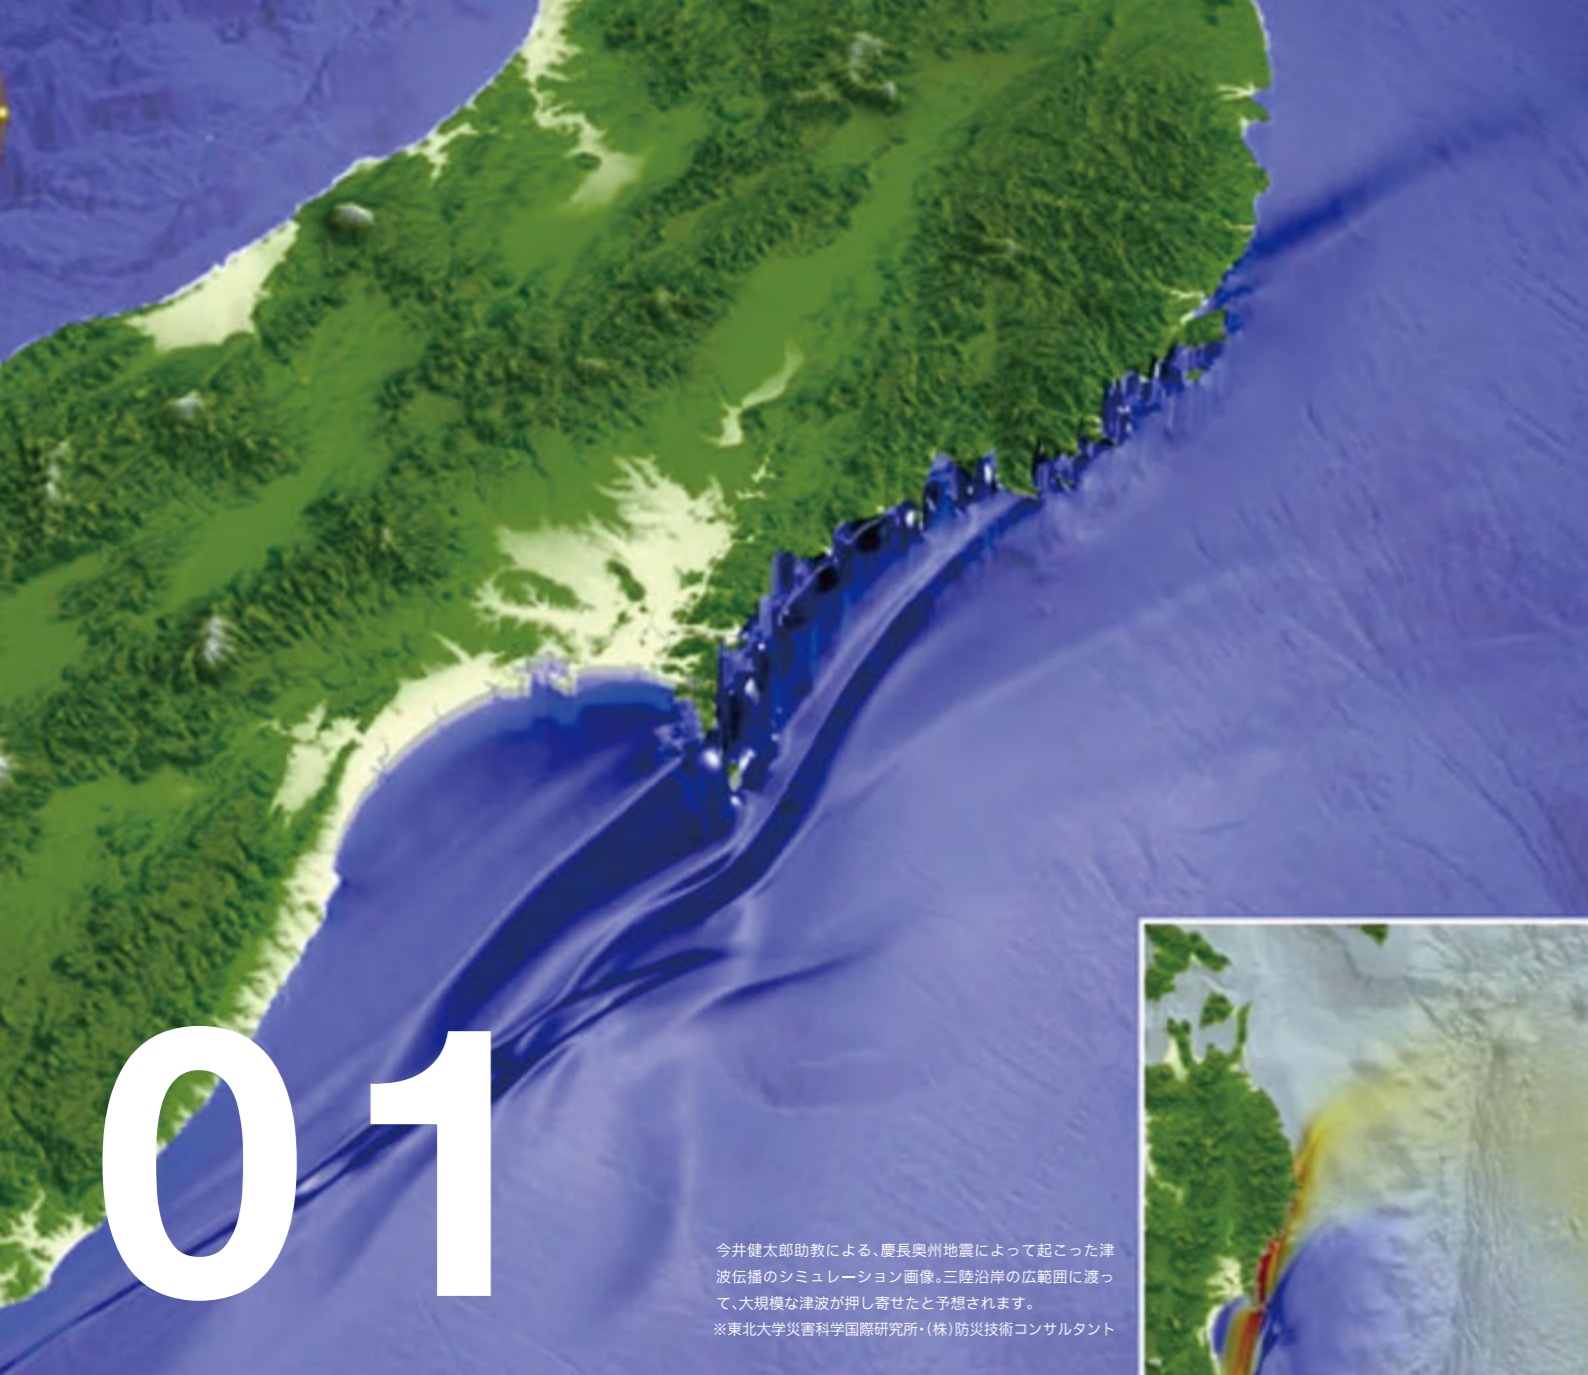 01
今井健太郎助教による、慶長奥州地震によって起こった津
波伝播のシミュレーション画像。三陸沿岸の広範囲に渡っ
て、大規模な津波が押し寄せたと予想されます。
※東北大学災害科学国際研究所・(株)防災技術コンサルタント